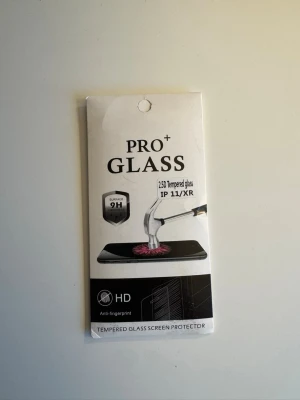 PRO+
GLASS
2.5D Tempered glass
IP 11/XR
9H
HD
Anti-fingerprint
TEMPERED GLASS SCREEN PROTECTOR